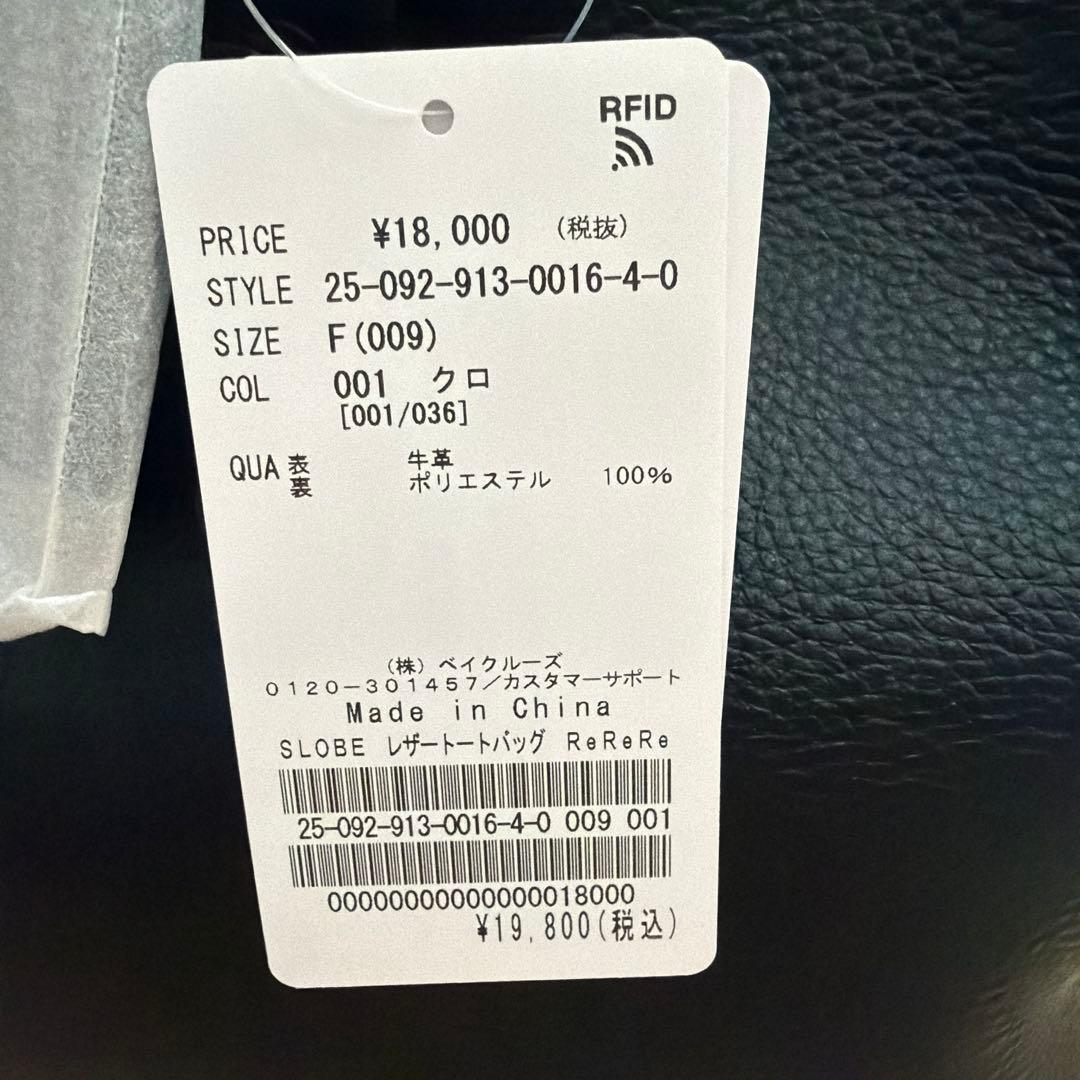 RFID
PRICE ¥18,000 (税抜)
STYLE 25-092-913-0016-4-0
SIZE F(009)
COL 001 クロ
[001/036]
QUA 表 牛革
裏 ポリエステル 100%
(株)ベイクルーズ
0120-301457/カスタマーサポート
Made in China
SLOBE レザートートバッグ ReReRe
25-092-913-0016-4-0 009 001
00000000000000018000
¥19,800(税込)